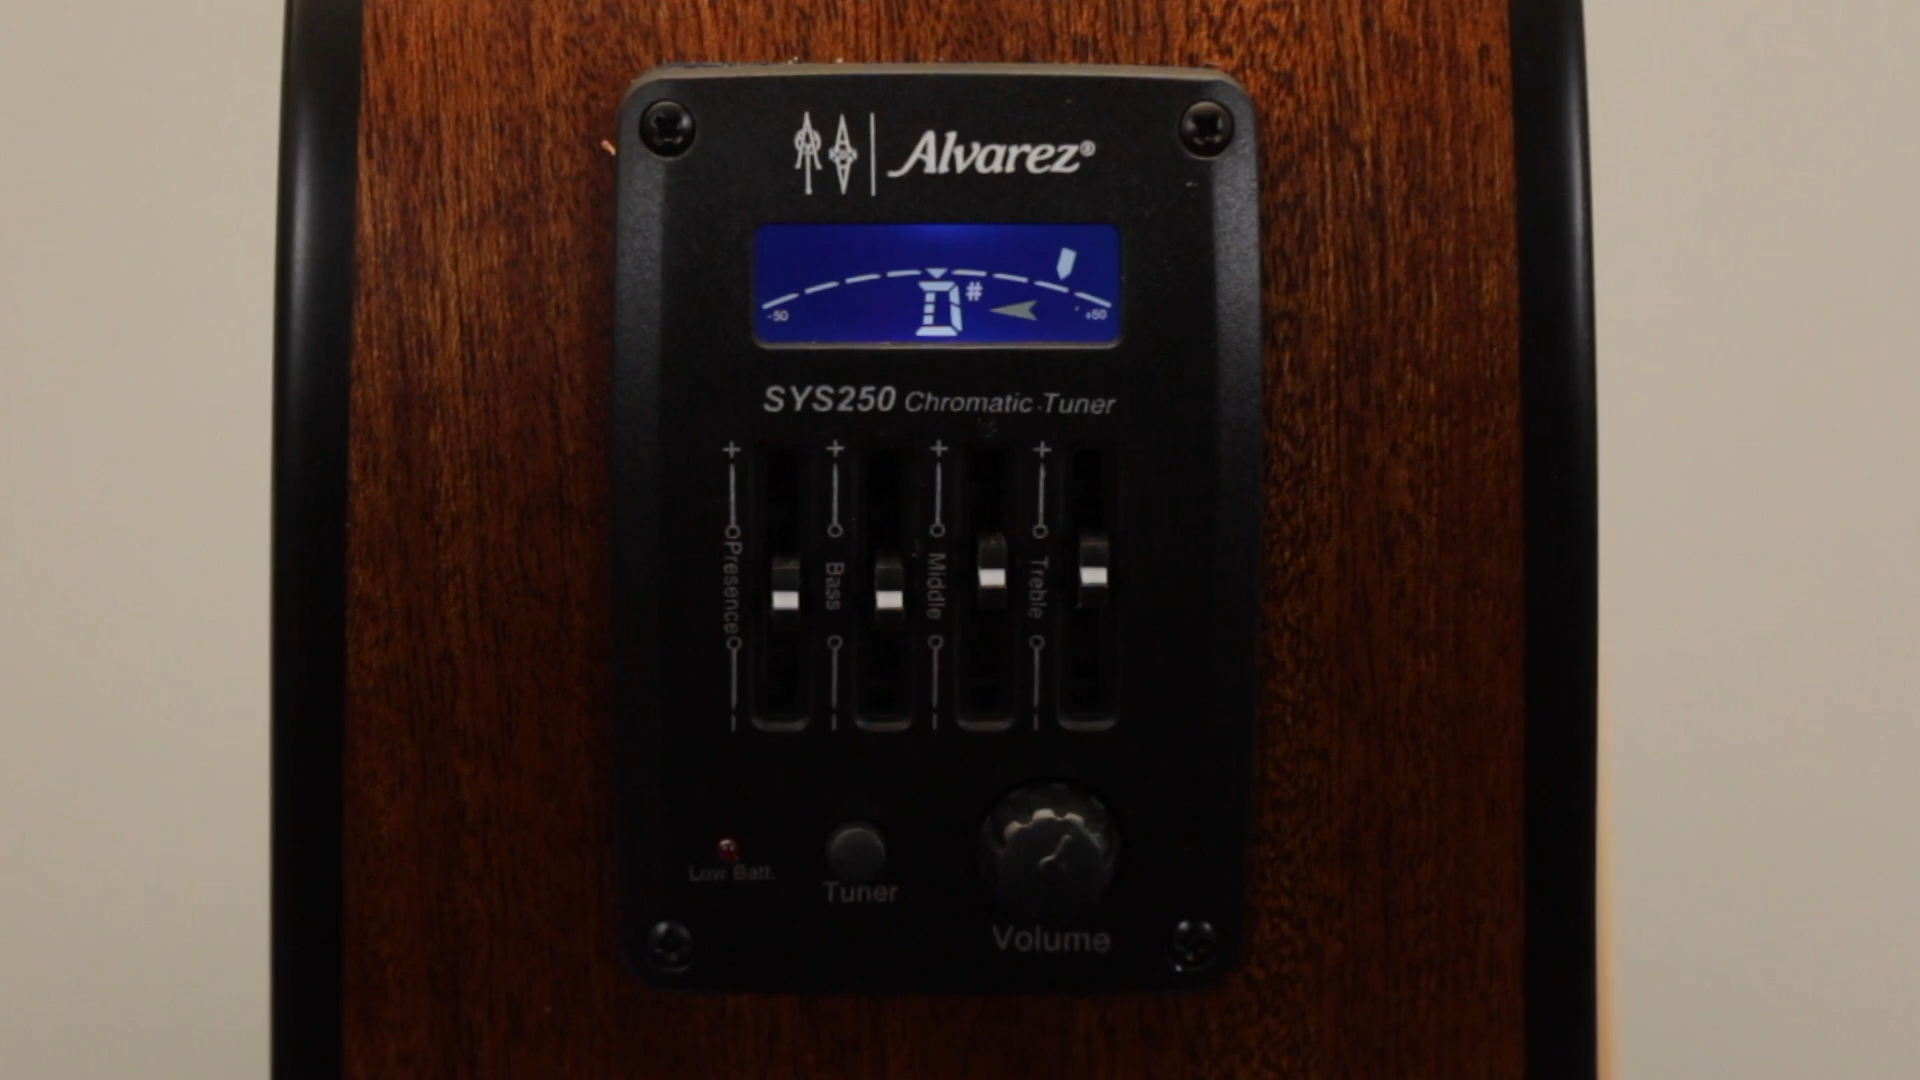 Alvarez®
D#
-50 +50
SYS250 Chromatic Tuner
+ + + +
Presence Bass Middle Treble
- - - -
Low Batt.
Tuner
Volume